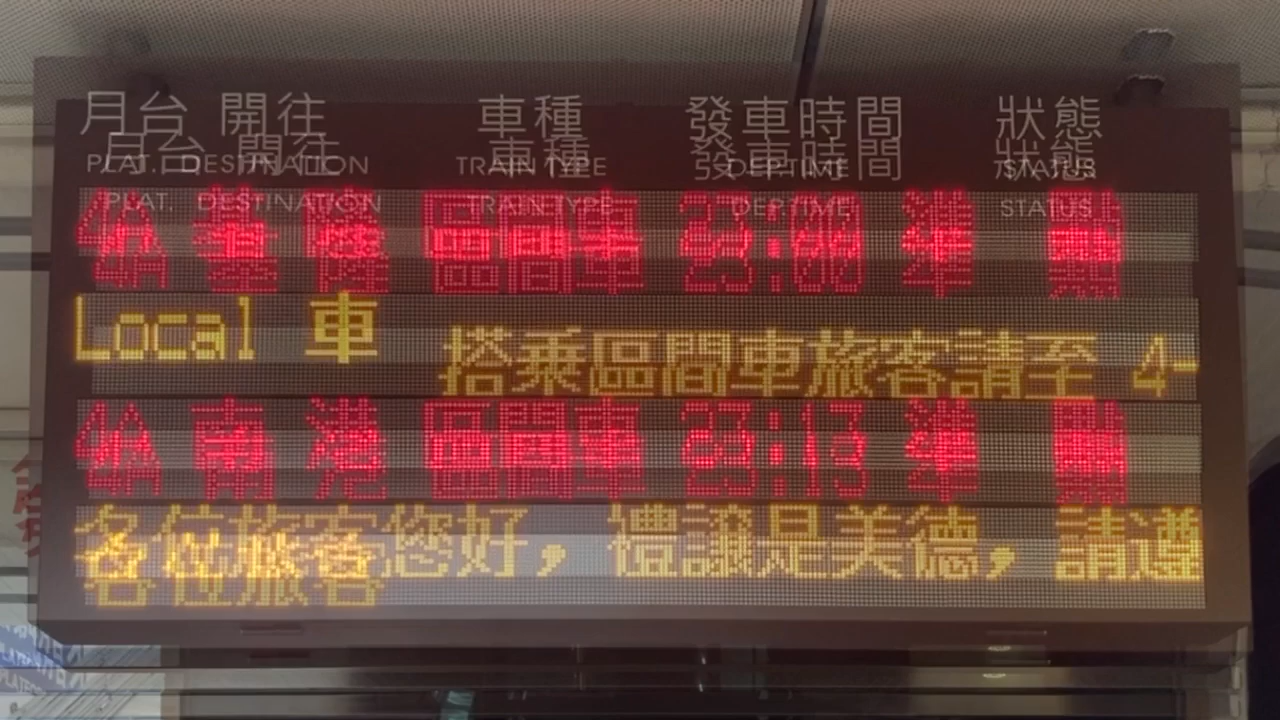 月台 開往 車種 發車時間 狀態
PLAT. DESTINATION TRAIN TYPE DEP.TIME STATUS
4A 基隆 區間車 23:00 準點
Local 車 搭乘區間車旅客請至 4-
4A 南港 區間車 23:13 準點
各位旅客您好，禮讓是美德，請遵